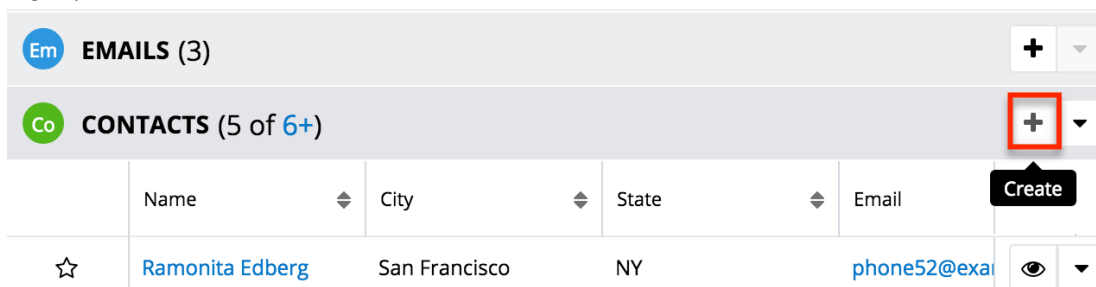 Em EMAILS (3)
Co CONTACTS (5 of 6+)
Create
Name City State Email
Ramonita Edberg San Francisco NY phone52@exa